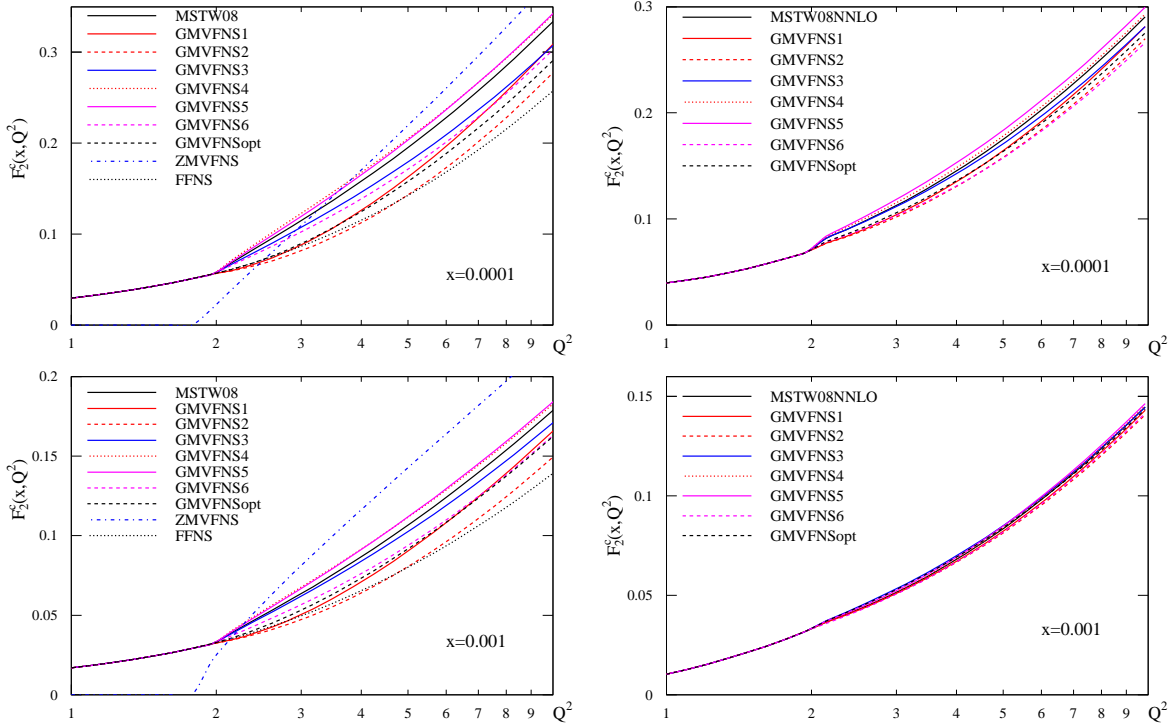 MSTW08
GMVFNS1
GMVFNS2
GMVFNS3
GMVFNS4
GMVFNS5
GMVFNS6
GMVFNSopt
ZMVFNS
FFNS
x=0.0001
F₂ᶜ(x,Q²)
0
0.1
0.2
0.3
1
2
3
4
5
6
7
8
9
Q²
MSTW08NNLO
GMVFNS1
GMVFNS2
GMVFNS3
GMVFNS4
GMVFNS5
GMVFNS6
GMVFNSopt
x=0.0001
F₂ᶜ(x,Q²)
0
0.1
0.2
0.3
1
2
3
4
5
6
7
8
9
Q²
MSTW08
GMVFNS1
GMVFNS2
GMVFNS3
GMVFNS4
GMVFNS5
GMVFNS6
GMVFNSopt
ZMVFNS
FFNS
x=0.001
F₂ᶜ(x,Q²)
0
0.05
0.1
0.15
0.2
1
2
3
4
5
6
7
8
9
Q²
MSTW08NNLO
GMVFNS1
GMVFNS2
GMVFNS3
GMVFNS4
GMVFNS5
GMVFNS6
GMVFNSopt
x=0.001
F₂ᶜ(x,Q²)
0
0.05
0.1
0.15
1
2
3
4
5
6
7
8
9
Q²